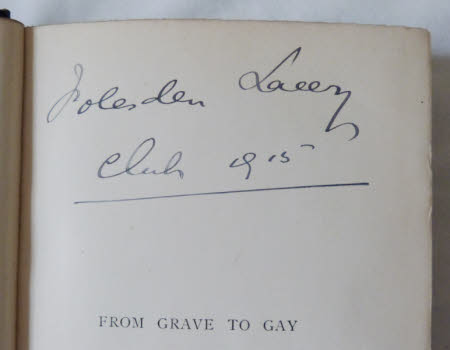 Polesden Lacey
Club 1915
FROM GRAVE TO GAY